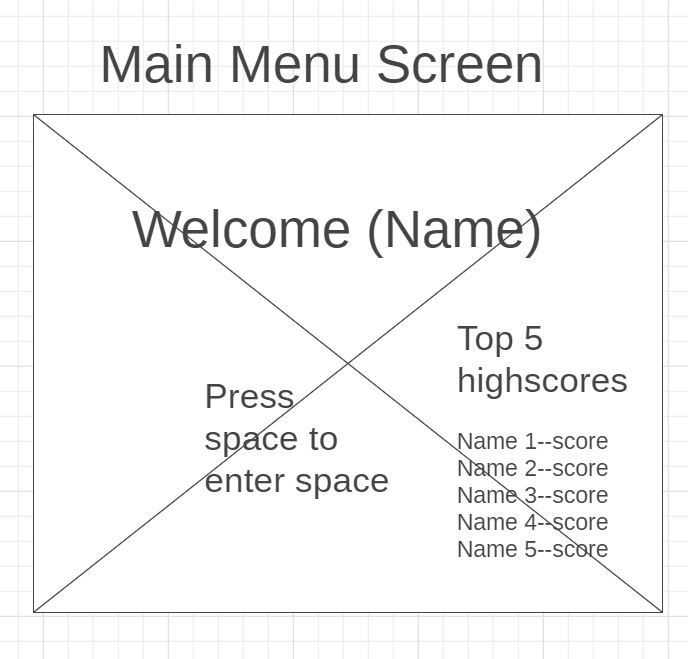 Main Menu Screen
Welcome (Name)
Press
space to
enter space
Top 5
highscores
Name 1--score
Name 2--score
Name 3--score
Name 4--score
Name 5--score